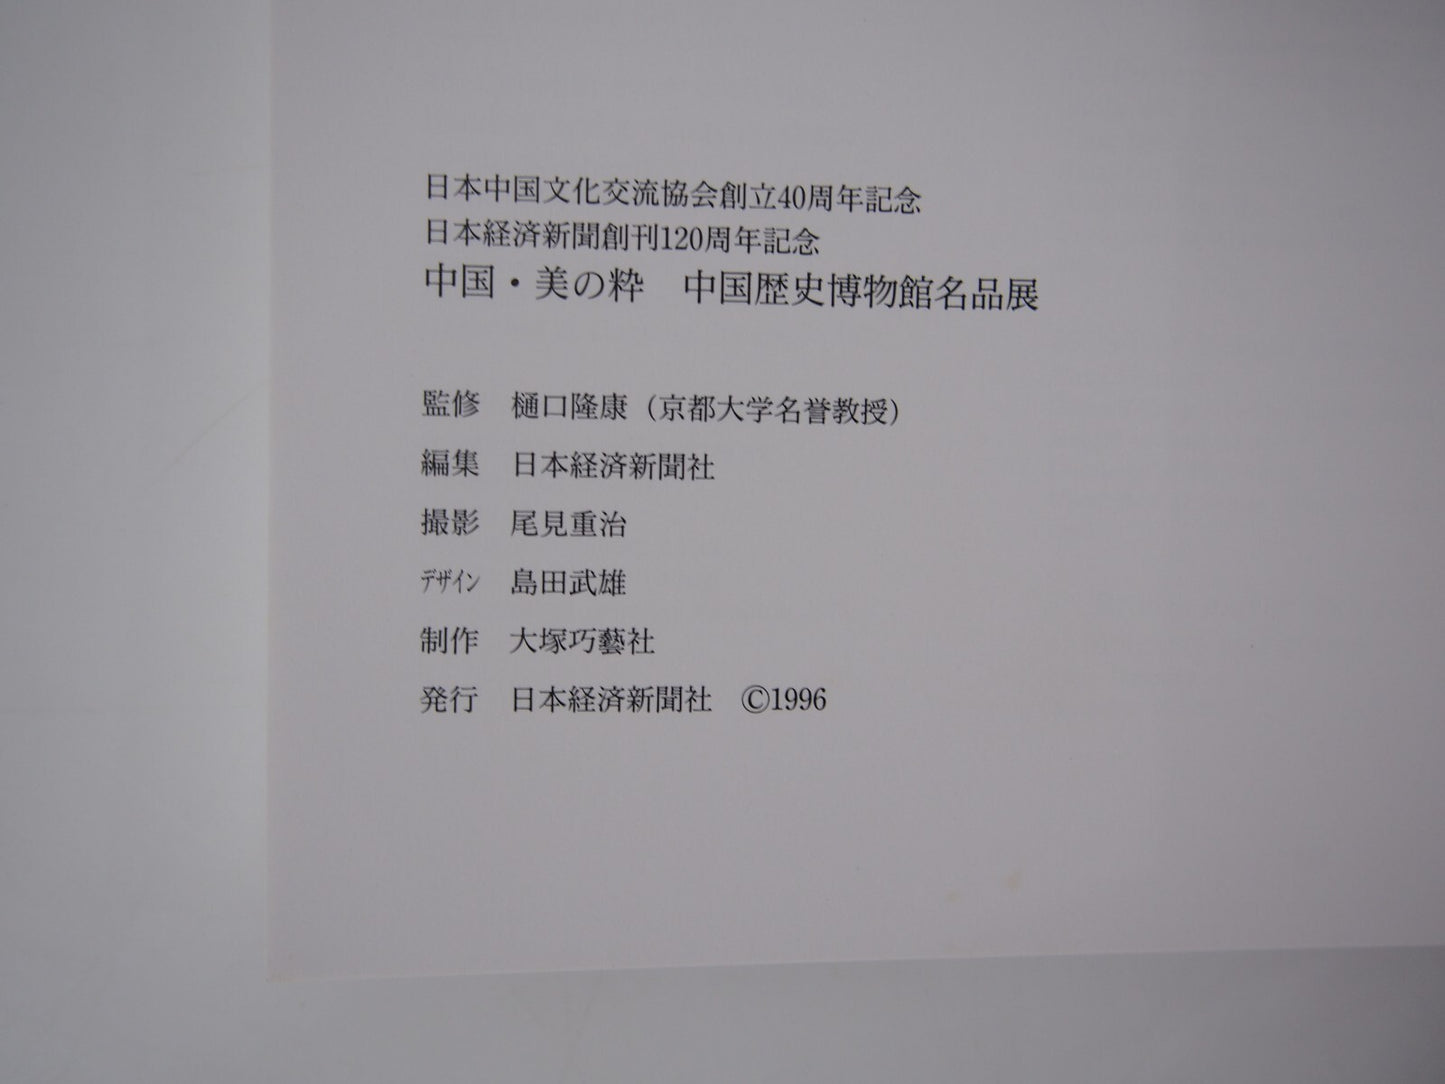 日本中国文化交流協会創立40周年記念
日本経済新聞創刊120周年記念
中国・美の粋　中国歴史博物館名品展
監修　樋口隆康（京都大学名誉教授）
編集　日本経済新聞社
撮影　尾見重治
デザイン　島田武雄
制作　大塚巧藝社
発行　日本経済新聞社　©1996